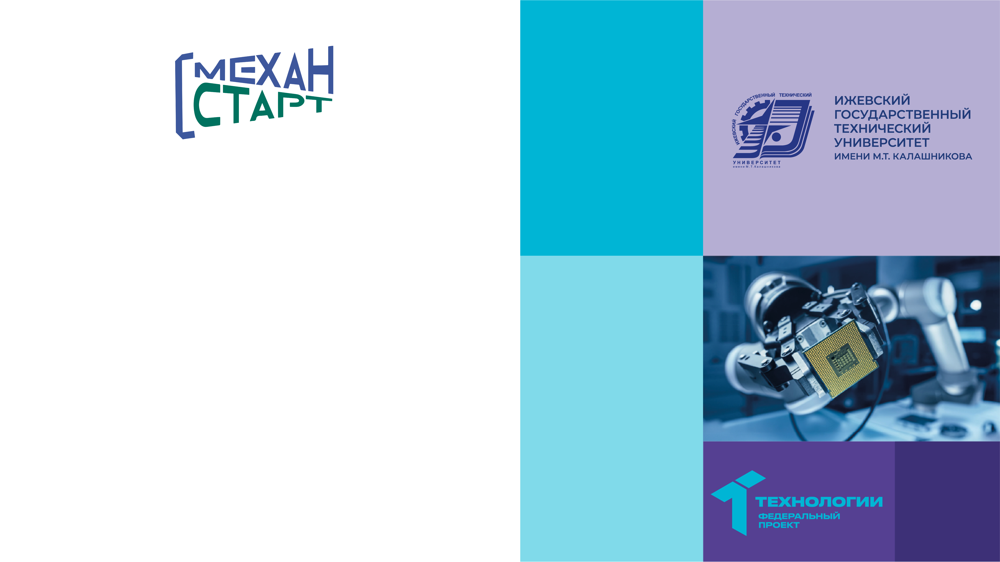 МЕХАН
СТАРТ
ИЖЕВСКИЙ ГОСУДАРСТВЕННЫЙ ТЕХНИЧЕСКИЙ
УНИВЕРСИТЕТ
имени М.Т.Калашникова
ИЖЕВСКИЙ
ГОСУДАРСТВЕННЫЙ
ТЕХНИЧЕСКИЙ
УНИВЕРСИТЕТ
ИМЕНИ М.Т. КАЛАШНИКОВА
ТЕХНОЛОГИИ
ФЕДЕРАЛЬНЫЙ
ПРОЕКТ